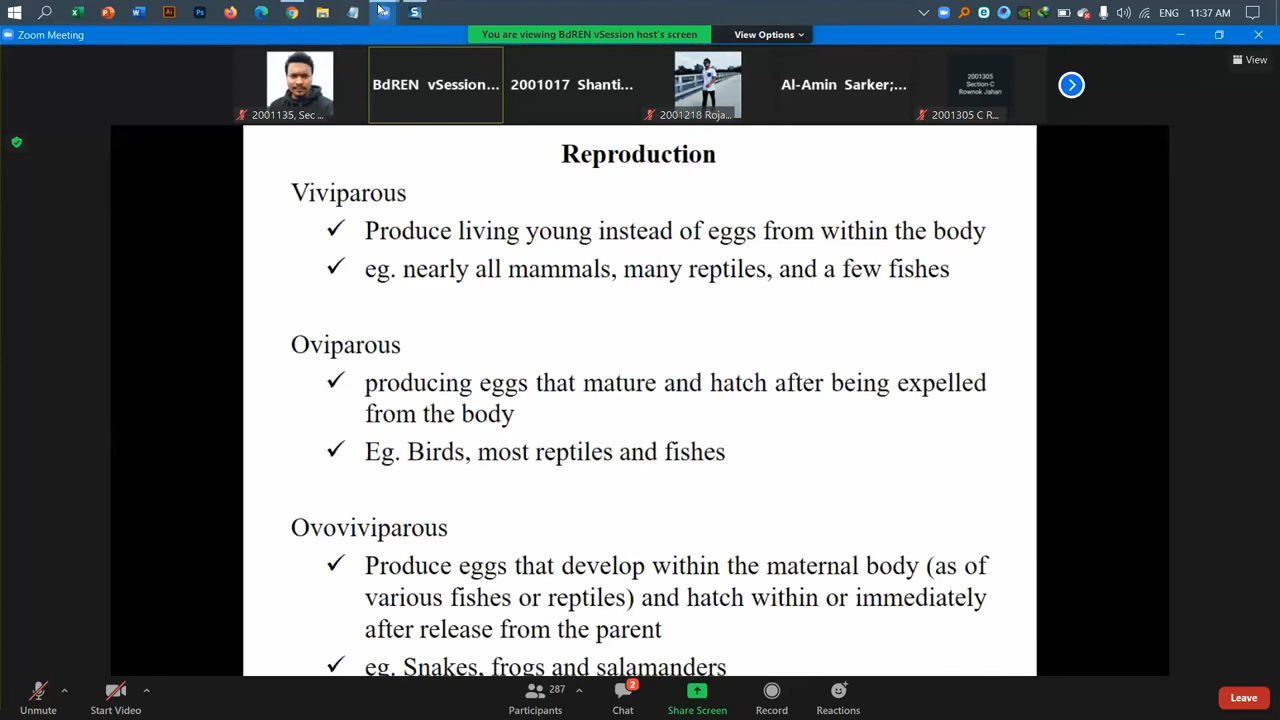 ENG 11:37 AM
Zoom Meeting
You are viewing BdREN vSession host's screen
View Options
View
2001135, Sec ...
BdREN vSession...
2001017 Shanti...
2001218 Roja...
Al-Amin Sarker;...
2001305
Section-C
Rownok Jahan
2001305 C R...
Reproduction
Viviparous
✓ Produce living young instead of eggs from within the body
✓ eg. nearly all mammals, many reptiles, and a few fishes
Oviparous
✓ producing eggs that mature and hatch after being expelled
from the body
✓ Eg. Birds, most reptiles and fishes
Ovoviviparous
✓ Produce eggs that develop within the maternal body (as of
various fishes or reptiles) and hatch within or immediately
after release from the parent
✓ eg. Snakes, frogs and salamanders
Unmute
Start Video
287
Participants
2
Chat
Share Screen
Record
Reactions
Leave